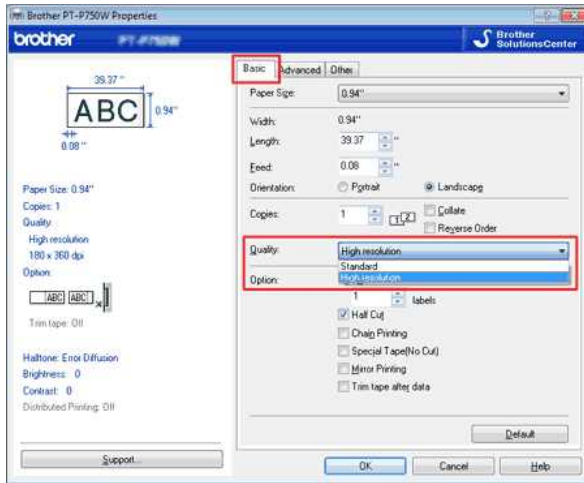 Brother PT-P750W Properties
brother PT-P750W
Brother
SolutionsCenter
39.37 "
ABC
0.94"
0.08 "
Paper Size: 0.94"
Copies: 1
Quality:
High resolution
180 x 360 dpi
Option:
ABC ABC
Trim tape: Off
Halftone: Error Diffusion
Brightness: 0
Contrast: 0
Distributed Printing: Off
Support...
Basic Advanced Other
Paper Size: 0.94"
Width: 0.94"
Length: 39.37 "
Feed: 0.08 "
Orientation: Portrait Landscape
Copies: 1 1 2 Collate
Reverse Order
Quality: High resolution
Standard
High resolution
Option:
1 labels
Half Cut
Chain Printing
Special Tape(No Cut)
Mirror Printing
Trim tape after data
Default
OK Cancel Help